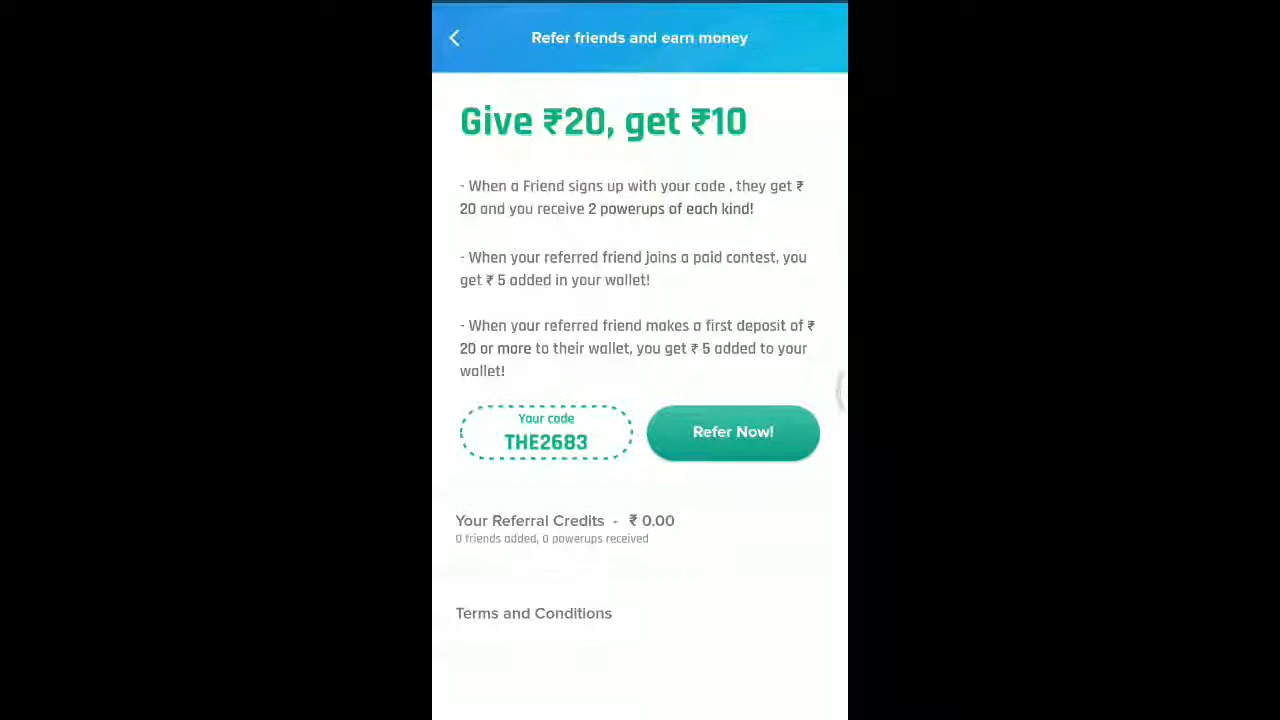 Refer friends and earn money
Give ₹20, get ₹10
- When a Friend signs up with your code , they get ₹
20 and you receive 2 powerups of each kind!
- When your referred friend joins a paid contest, you
get ₹ 5 added in your wallet!
- When your referred friend makes a first deposit of ₹
20 or more to their wallet, you get ₹ 5 added to your
wallet!
Your code
THE2683
Refer Now!
Your Referral Credits - ₹ 0.00
0 friends added, 0 powerups received
Terms and Conditions